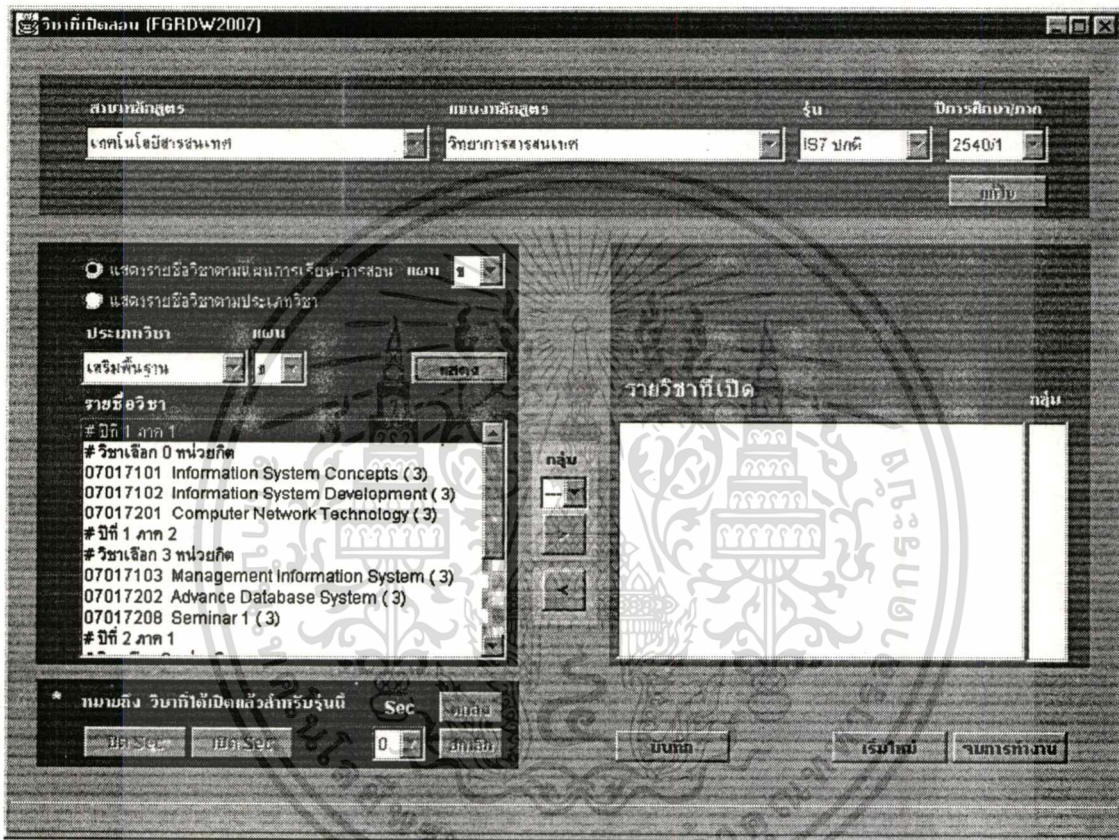 วิชาที่เปิดสอน (FGRDW2007)
สาขาหลักสูตร แขนงหลักสูตร รุ่น ปีการศึกษา/ภาค
เทคโนโลยีสารสนเทศ วิทยาการสารสนเทศ IS7 ปกติ 2540/1
แก้ไข
แสดงรายชื่อวิชาตามแผนการเรียน-การสอน แผน ข
แสดงรายชื่อวิชาตามประเภทวิชา
ประเภทวิชา แผน
เสริมพื้นฐาน แสดง
รายชื่อวิชา
# ปีที่ 1 ภาค 1
# วิชาเลือก 0 หน่วยกิต
07017101 Information System Concepts ( 3)
07017102 Information System Development ( 3)
07017201 Computer Network Technology ( 3)
# ปีที่ 1 ภาค 2
# วิชาเลือก 3 หน่วยกิต
07017103 Management Information System ( 3)
07017202 Advance Database System ( 3)
07017208 Seminar 1 ( 3)
# ปีที่ 2 ภาค 1
กลุ่ม
---
>
<
รายวิชาที่เปิด กลุ่ม
* หมายถึง วิชาที่ได้เปิดแล้วสำหรับรุ่นนี้ Sec ตกลง
ปิด Sec เปิด Sec 0 ยกเลิก
บันทึก เริ่มใหม่ จบการทำงาน